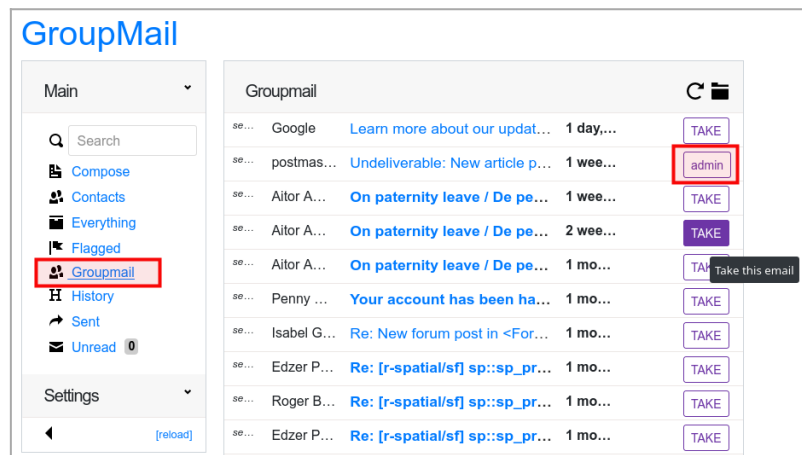 GroupMail
Main
Search
Compose
Contacts
Everything
Flagged
Groupmail
History
Sent
Unread 0
Settings
[reload]
Groupmail
se... Google Learn more about our updat... 1 day,... TAKE
se... postmas... Undeliverable: New article p... 1 wee... admin
se... Aitor A... On paternity leave / De pe... 1 wee... TAKE
se... Aitor A... On paternity leave / De pe... 2 wee... TAKE
se... Aitor A... On paternity leave / De pe... 1 mo...
Take this email
se... Penny ... Your account has been ha... 1 mo... TAKE
se... Isabel G... Re: New forum post in <For... 1 mo... TAKE
se... Edzer P... Re: [r-spatial/sf] sp::sp_pr... 1 mo... TAKE
se... Roger B... Re: [r-spatial/sf] sp::sp_pr... 1 mo... TAKE
se... Edzer P... Re: [r-spatial/sf] sp::sp_pr... 1 mo... TAKE